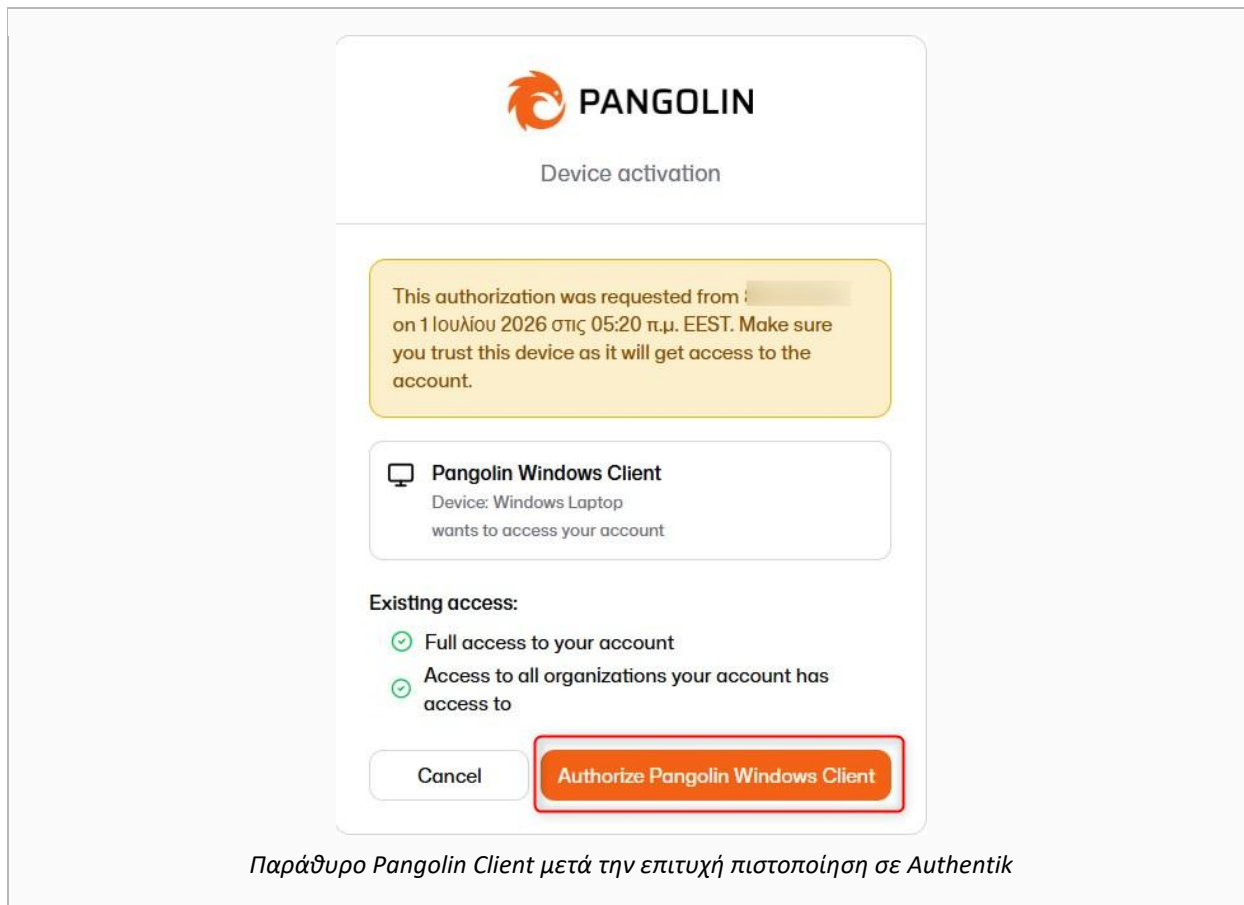 PANGOLIN
Device activation
This authorization was requested from
on 1 Ιουλίου 2026 στις 05:20 π.μ. EEST. Make sure
you trust this device as it will get access to the
account.
Pangolin Windows Client
Device: Windows Laptop
wants to access your account
Existing access:
Full access to your account
Access to all organizations your account has
access to
Cancel
Authorize Pangolin Windows Client
Παράθυρο Pangolin Client μετά την επιτυχή πιστοποίηση σε Authentik